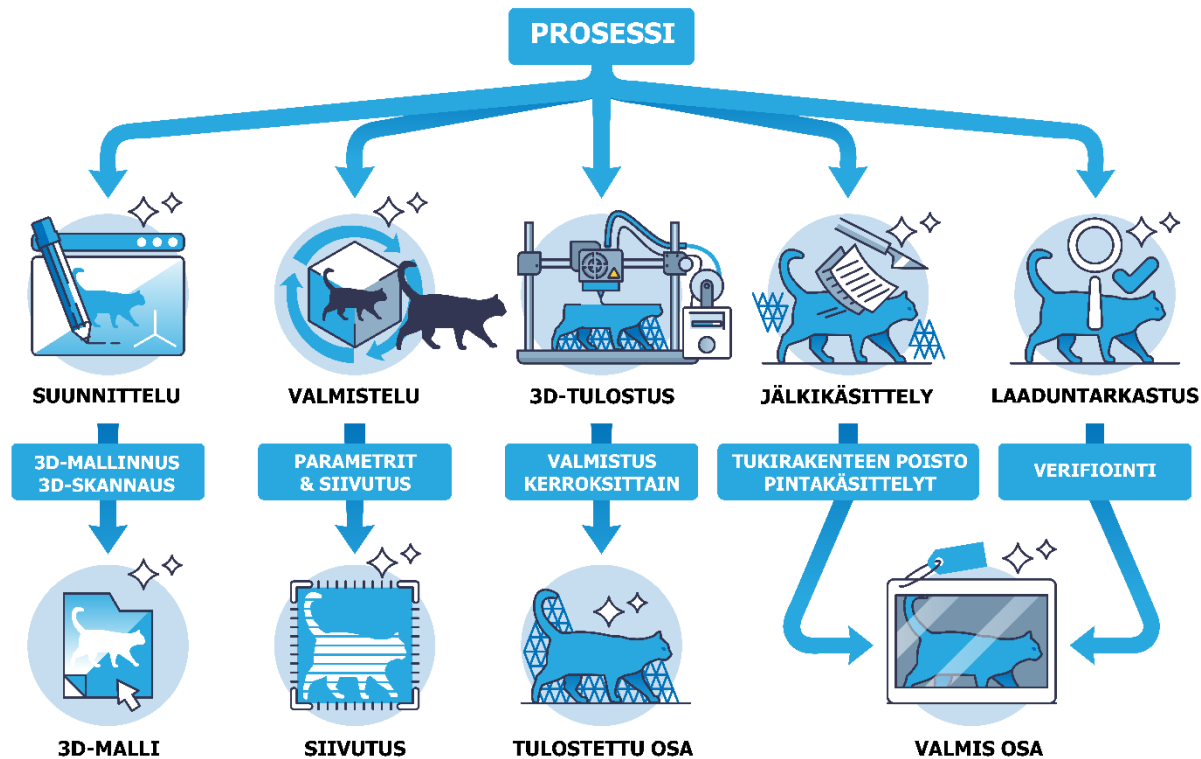 PROSESSI
SUUNNITTELU
VALMISTELU
3D-TULOSTUS
JÄLKIKÄSITTELY
LAADUNTARKASTUS
3D-MALLINNUS
3D-SKANNAUS
PARAMETRIT
& SIIVUTUS
VALMISTUS
KERROKSITTAIN
TUKIRAKENTEEN POISTO
PINTAKÄSITTELYT
VERIFIOINTI
3D-MALLI
SIIVUTUS
TULOSTETTU OSA
VALMIS OSA